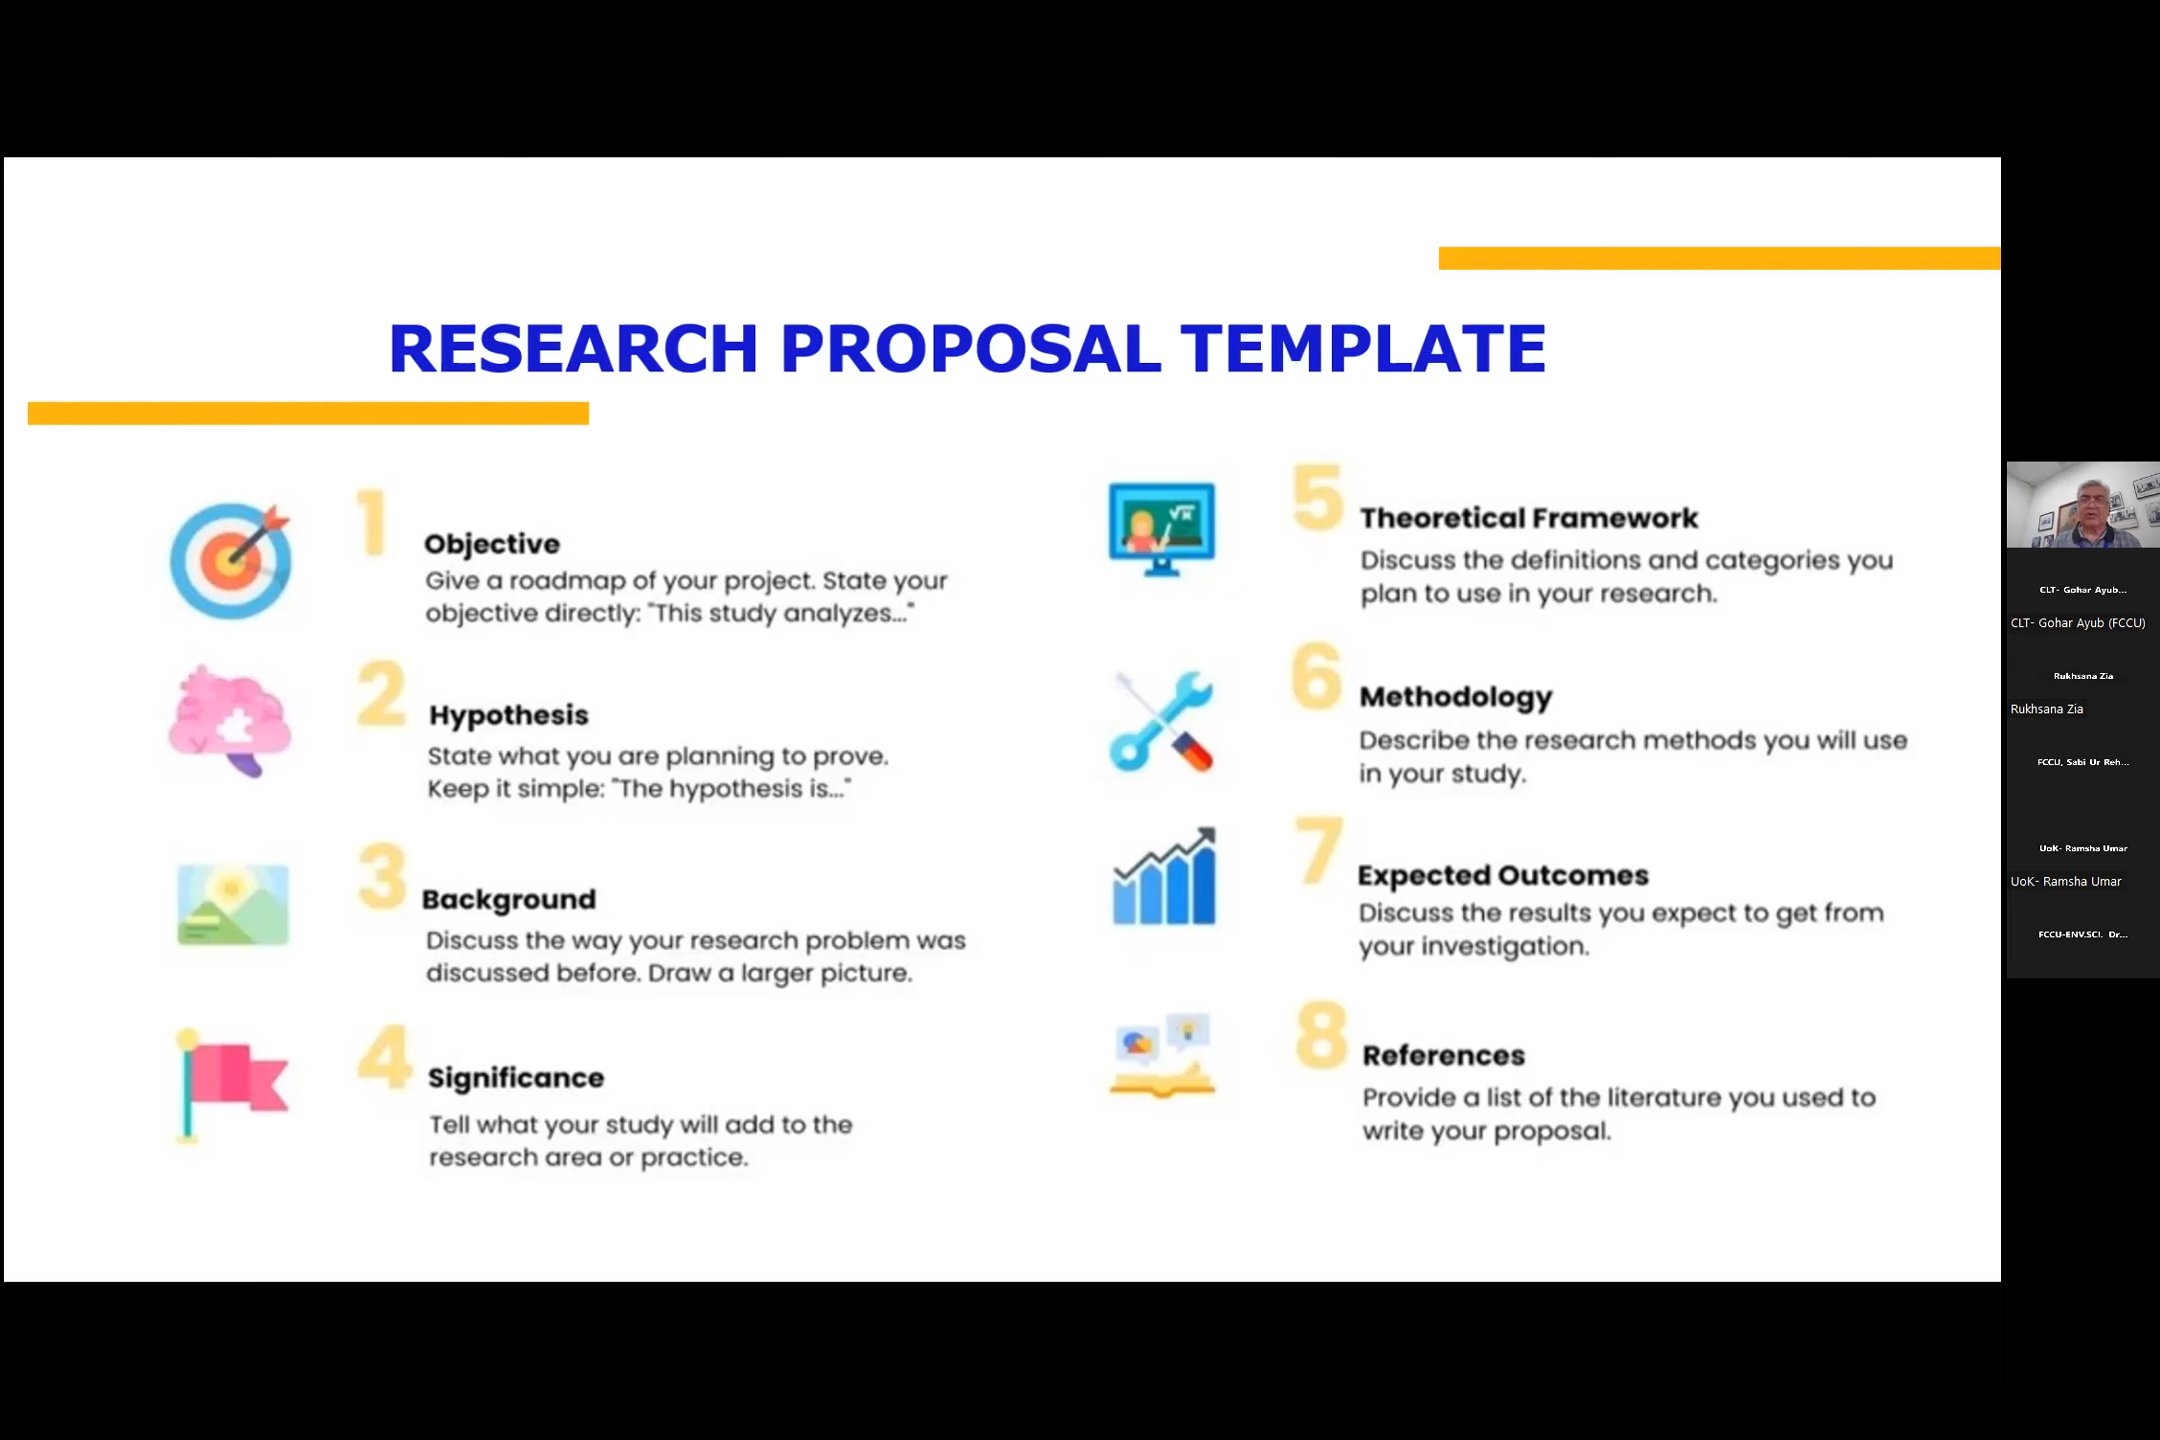 RESEARCH PROPOSAL TEMPLATE
1
Objective
Give a roadmap of your project. State your
objective directly: "This study analyzes..."
2
Hypothesis
State what you are planning to prove.
Keep it simple: "The hypothesis is..."
3
Background
Discuss the way your research problem was
discussed before. Draw a larger picture.
4
Significance
Tell what your study will add to the
research area or practice.
5
Theoretical Framework
Discuss the definitions and categories you
plan to use in your research.
6
Methodology
Describe the research methods you will use
in your study.
7
Expected Outcomes
Discuss the results you expect to get from
your investigation.
8
References
Provide a list of the literature you used to
write your proposal.
CLT- Gohar Ayub...
CLT- Gohar Ayub (FCCU)
Rukhsana Zia
Rukhsana Zia
FCCU, Sabi Ur Reh...
UoK- Ramsha Umar
UoK- Ramsha Umar
FCCU-ENV.SCI. Dr...